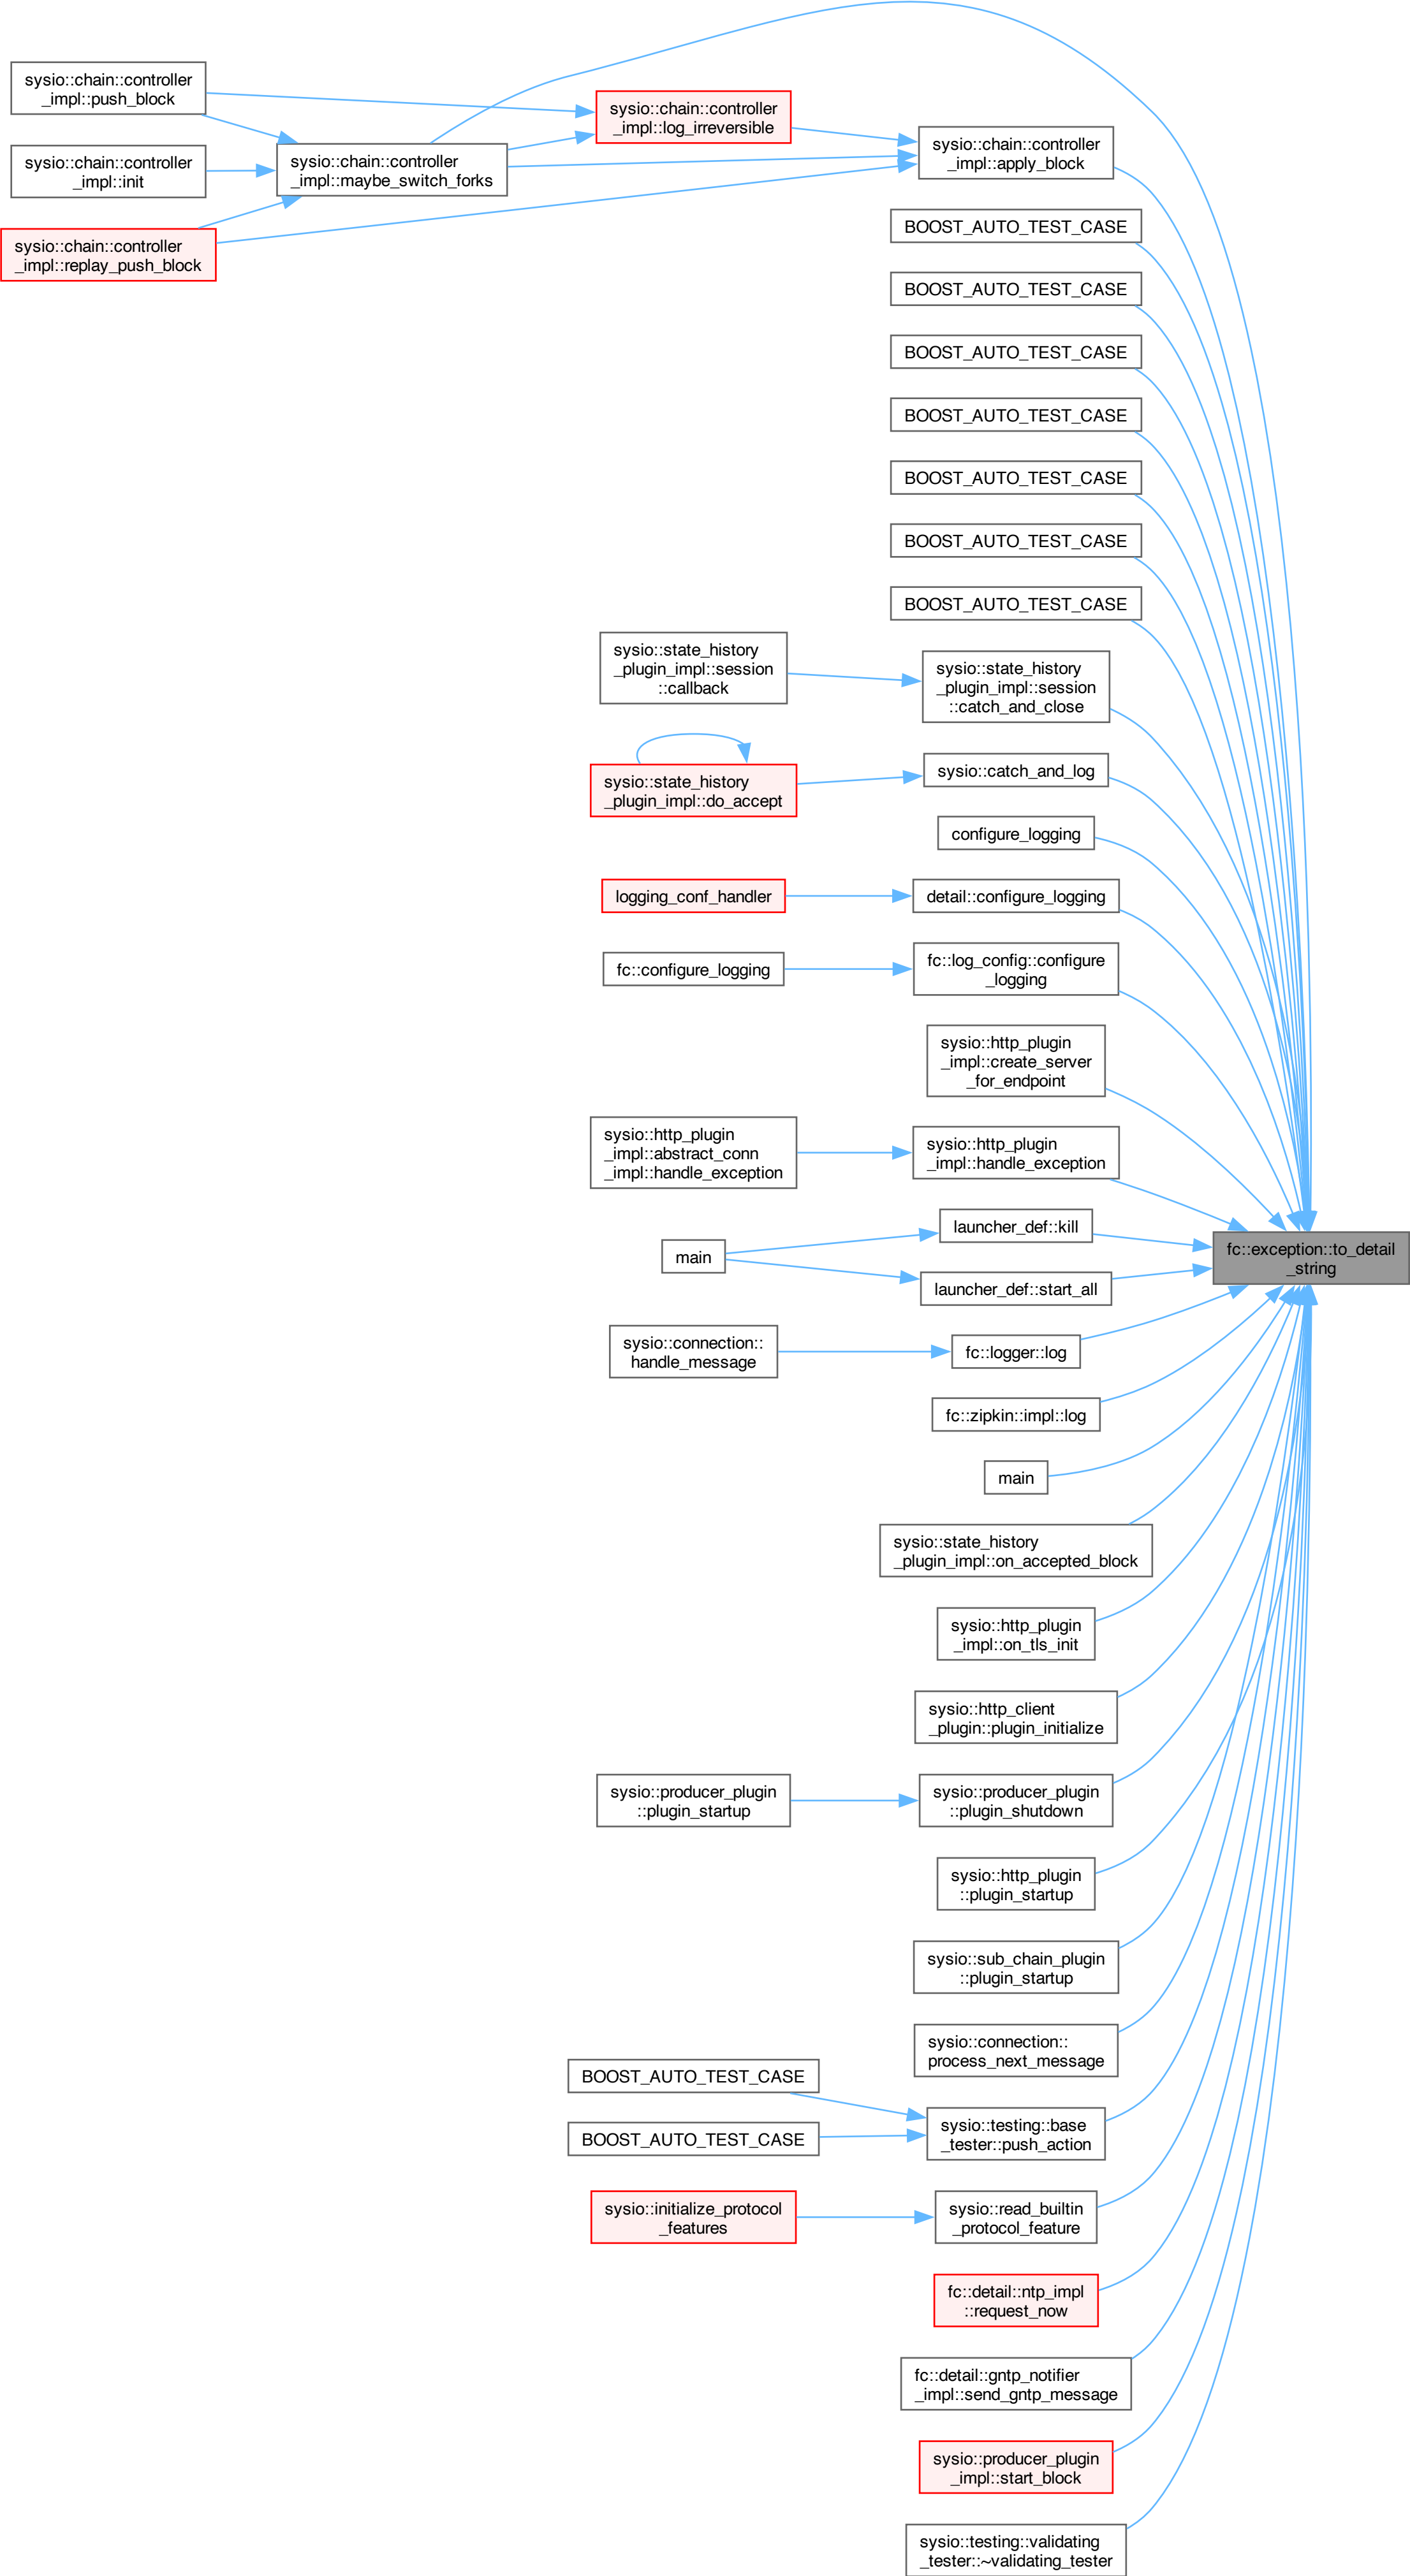 sysio::chain::controller
_impl::push_block
sysio::chain::controller
_impl::init
sysio::chain::controller
_impl::replay_push_block
sysio::chain::controller
_impl::maybe_switch_forks
sysio::chain::controller
_impl::log_irreversible
sysio::chain::controller
_impl::apply_block
BOOST_AUTO_TEST_CASE
BOOST_AUTO_TEST_CASE
BOOST_AUTO_TEST_CASE
BOOST_AUTO_TEST_CASE
BOOST_AUTO_TEST_CASE
BOOST_AUTO_TEST_CASE
BOOST_AUTO_TEST_CASE
sysio::state_history
_plugin_impl::session
::callback
sysio::state_history
_plugin_impl::session
::catch_and_close
sysio::state_history
_plugin_impl::do_accept
sysio::catch_and_log
configure_logging
logging_conf_handler
detail::configure_logging
fc::configure_logging
fc::log_config::configure
_logging
sysio::http_plugin
_impl::create_server
_for_endpoint
sysio::http_plugin
_impl::abstract_conn
_impl::handle_exception
sysio::http_plugin
_impl::handle_exception
main
launcher_def::kill
launcher_def::start_all
fc::exception::to_detail
_string
sysio::connection::
handle_message
fc::logger::log
fc::zipkin::impl::log
main
sysio::state_history
_plugin_impl::on_accepted_block
sysio::http_plugin
_impl::on_tls_init
sysio::http_client
_plugin::plugin_initialize
sysio::producer_plugin
::plugin_startup
sysio::producer_plugin
::plugin_shutdown
sysio::http_plugin
::plugin_startup
sysio::sub_chain_plugin
::plugin_startup
sysio::connection::
process_next_message
BOOST_AUTO_TEST_CASE
BOOST_AUTO_TEST_CASE
sysio::testing::base
_tester::push_action
sysio::initialize_protocol
_features
sysio::read_builtin
_protocol_feature
fc::detail::ntp_impl
::request_now
fc::detail::gntp_notifier
_impl::send_gntp_message
sysio::producer_plugin
_impl::start_block
sysio::testing::validating
_tester::~validating_tester